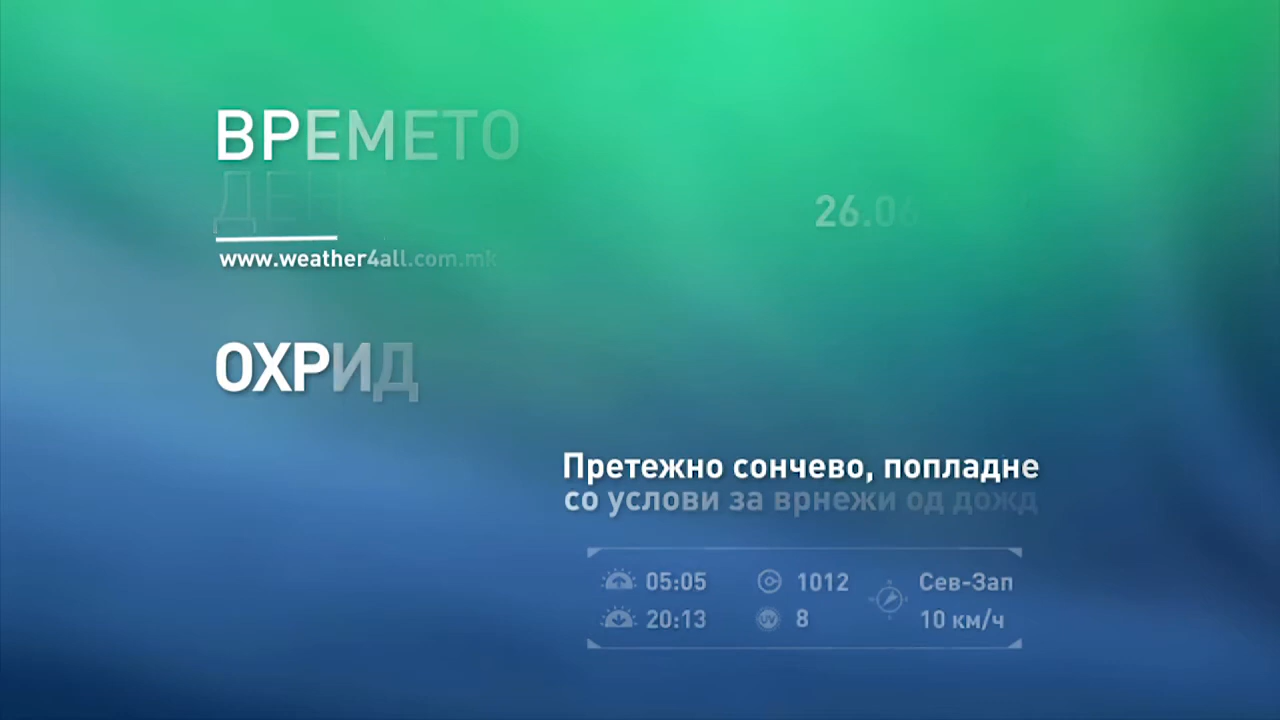 ВРЕМЕТО
26.06
www.weather4all.com.mk
ОХРИД
Претежно сончево, попладне
со услови за врнежи од дожд
05:05 1012 Сев-Зап
20:13 UV 8 10 км/ч